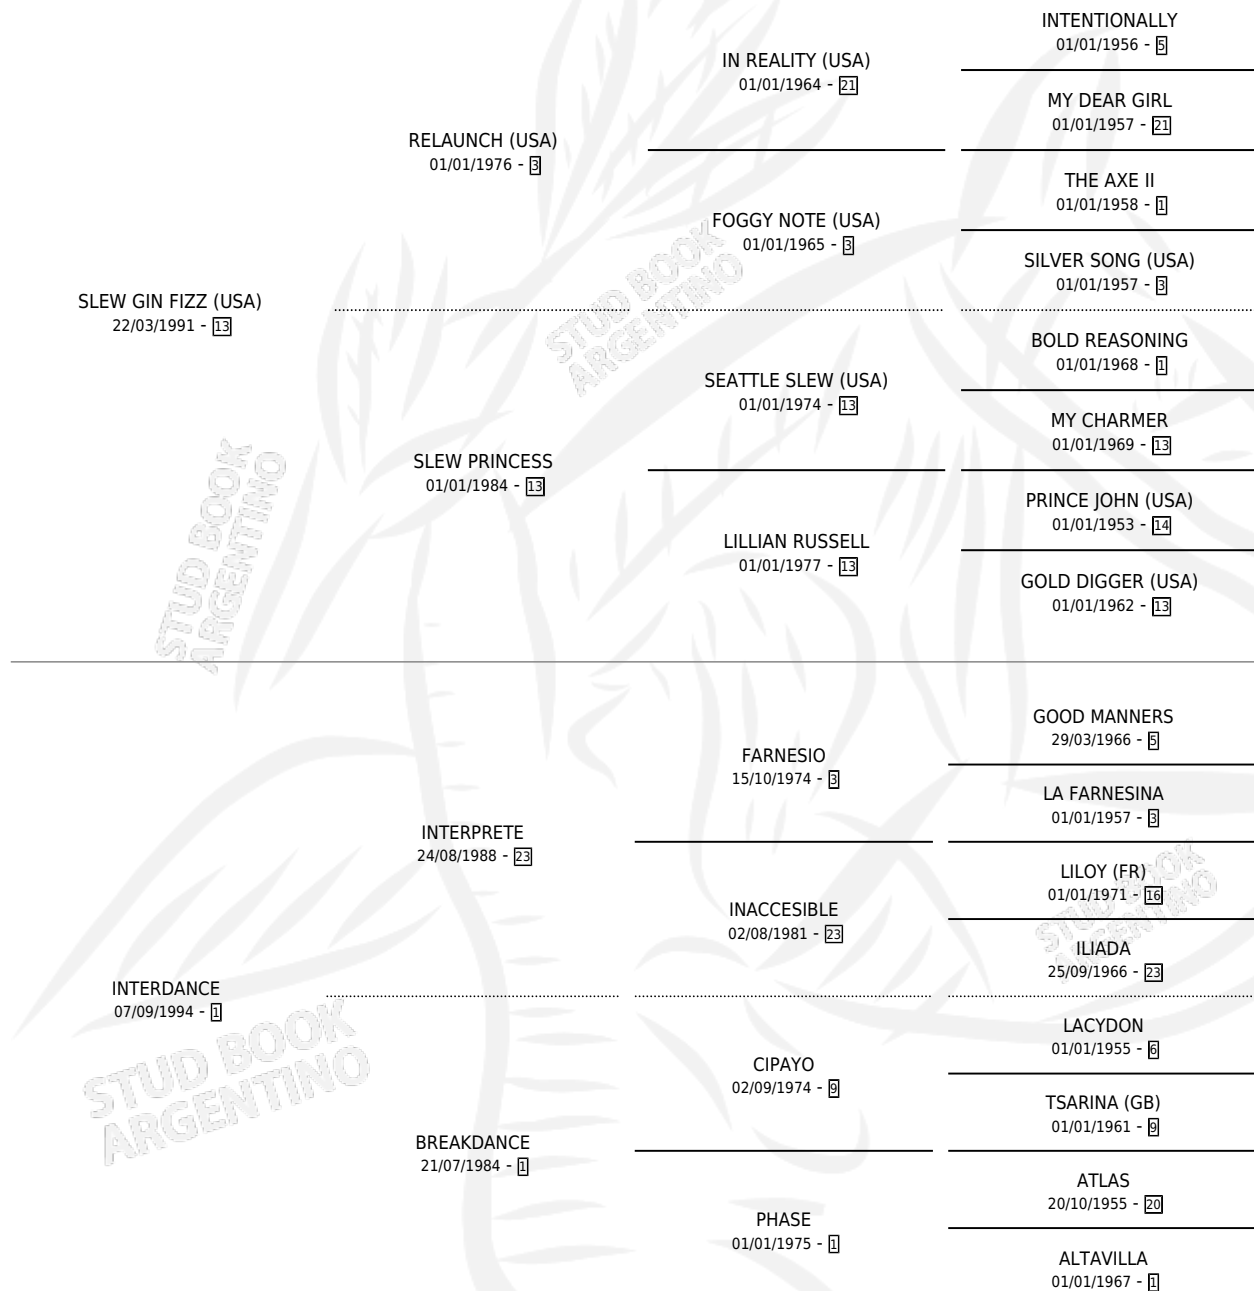 INTENTIONALLY
01/01/1956 - 5
IN REALITY (USA)
01/01/1964 - 21
MY DEAR GIRL
01/01/1957 - 21
RELAUNCH (USA)
01/01/1976 - 3
THE AXE II
01/01/1958 - 1
FOGGY NOTE (USA)
01/01/1965 - 3
SILVER SONG (USA)
01/01/1957 - 3
SLEW GIN FIZZ (USA)
22/03/1991 - 13
STUD BOOK
ARGENTINO
BOLD REASONING
01/01/1968 - 1
SEATTLE SLEW (USA)
01/01/1974 - 13
MY CHARMER
01/01/1969 - 13
SLEW PRINCESS
01/01/1984 - 13
PRINCE JOHN (USA)
01/01/1953 - 14
LILLIAN RUSSELL
01/01/1977 - 13
GOLD DIGGER (USA)
01/01/1962 - 13
STUD BOOK
ARGENTINO
GOOD MANNERS
29/03/1966 - 5
FARNESIO
15/10/1974 - 3
LA FARNESINA
01/01/1957 - 3
INTERPRETE
24/08/1988 - 23
LILOY (FR)
01/01/1971 - 16
INACCESIBLE
02/08/1981 - 23
STUD BOOK
ARGENTINO
ILIADA
25/09/1966 - 23
INTERDANCE
07/09/1994 - 1
LACYDON
01/01/1955 - 6
CIPAYO
02/09/1974 - 9
STUD BOOK
ARGENTINO
TSARINA (GB)
01/01/1961 - 9
BREAKDANCE
21/07/1984 - 1
ATLAS
20/10/1955 - 20
PHASE
01/01/1975 - 1
ALTAVILLA
01/01/1967 - 1